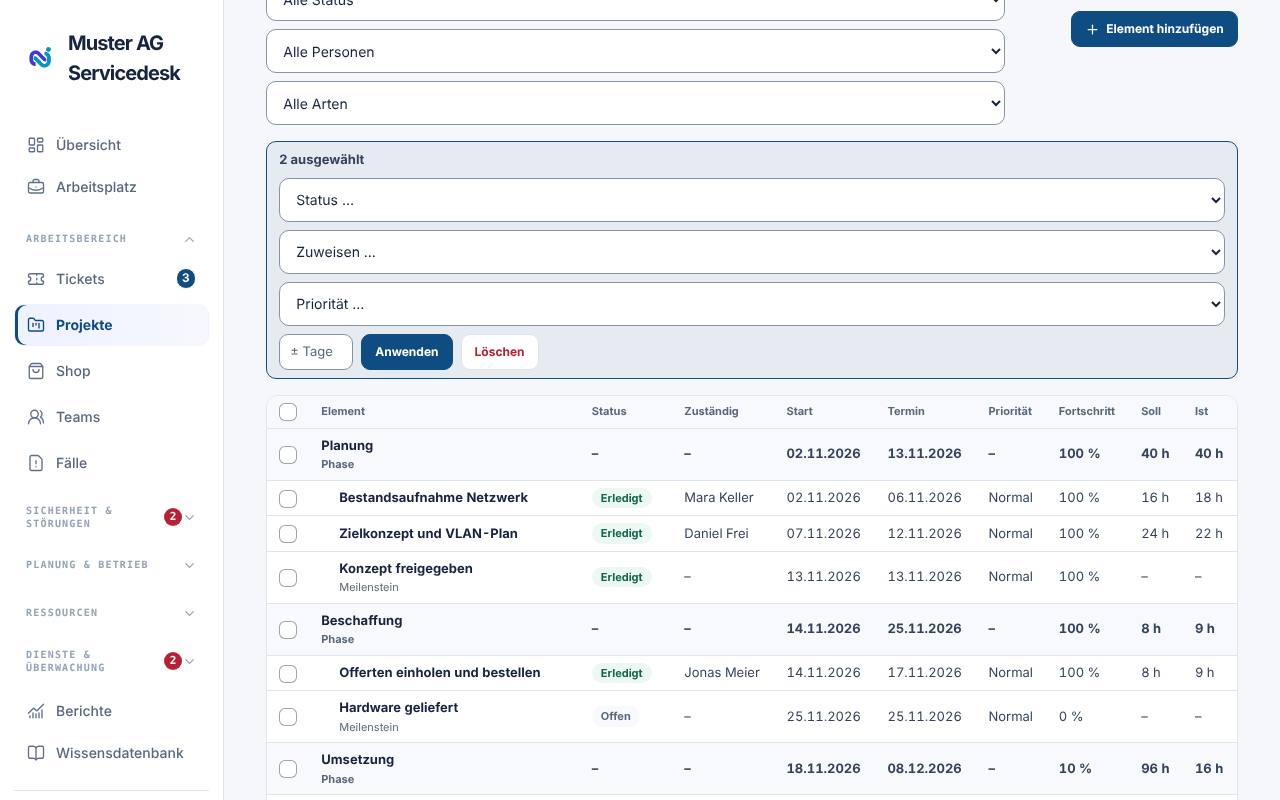 Muster AG
Servicedesk
Übersicht
Arbeitsplatz
ARBEITSBEREICH
Tickets 3
Projekte
Shop
Teams
Fälle
SICHERHEIT &
STÖRUNGEN 2
PLANUNG & BETRIEB
RESSOURCEN
DIENSTE &
ÜBERWACHUNG 2
Berichte
Wissensdatenbank
Alle Status
+ Element hinzufügen
Alle Personen
Alle Arten
2 ausgewählt
Status ...
Zuweisen ...
Priorität ...
± Tage Anwenden Löschen
Element Status Zuständig Start Termin Priorität Fortschritt Soll Ist
Planung
Phase – – 02.11.2026 13.11.2026 – 100 % 40 h 40 h
Bestandsaufnahme Netzwerk Erledigt Mara Keller 02.11.2026 06.11.2026 Normal 100 % 16 h 18 h
Zielkonzept und VLAN-Plan Erledigt Daniel Frei 07.11.2026 12.11.2026 Normal 100 % 24 h 22 h
Konzept freigegeben
Meilenstein Erledigt – 13.11.2026 13.11.2026 Normal 100 % – –
Beschaffung
Phase – – 14.11.2026 25.11.2026 – 100 % 8 h 9 h
Offerten einholen und bestellen Erledigt Jonas Meier 14.11.2026 17.11.2026 Normal 100 % 8 h 9 h
Hardware geliefert
Meilenstein Offen – 25.11.2026 25.11.2026 Normal 0 % – –
Umsetzung
Phase – – 18.11.2026 08.12.2026 – 10 % 96 h 16 h